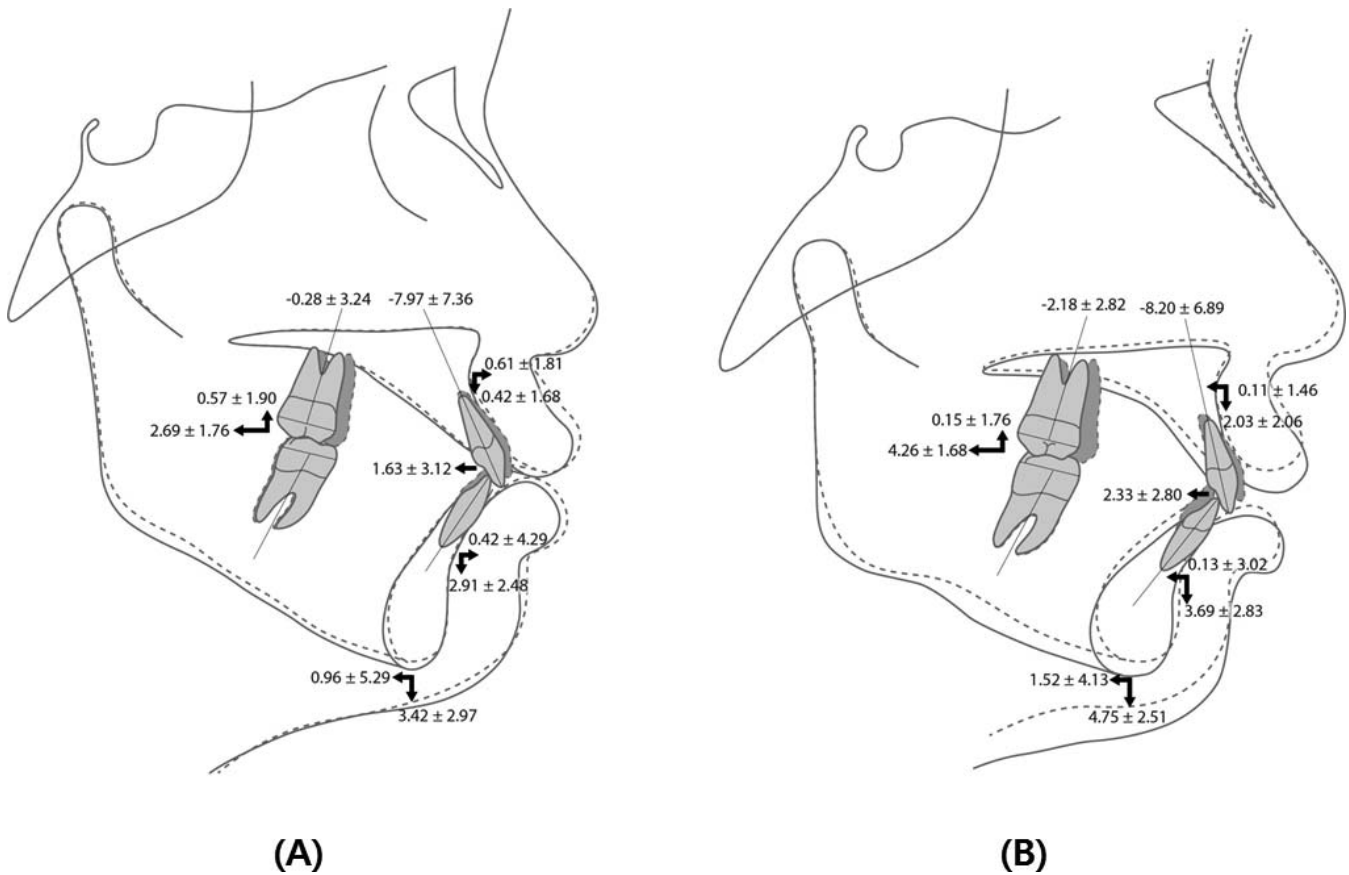 -0.28 ± 3.24
-7.97 ± 7.36
0.61 ± 1.81
0.42 ± 1.68
0.57 ± 1.90
2.69 ± 1.76
1.63 ± 3.12
0.42 ± 4.29
2.91 ± 2.48
0.96 ± 5.29
3.42 ± 2.97
(A)
-2.18 ± 2.82
-8.20 ± 6.89
0.11 ± 1.46
2.03 ± 2.06
0.15 ± 1.76
4.26 ± 1.68
2.33 ± 2.80
0.13 ± 3.02
3.69 ± 2.83
1.52 ± 4.13
4.75 ± 2.51
(B)